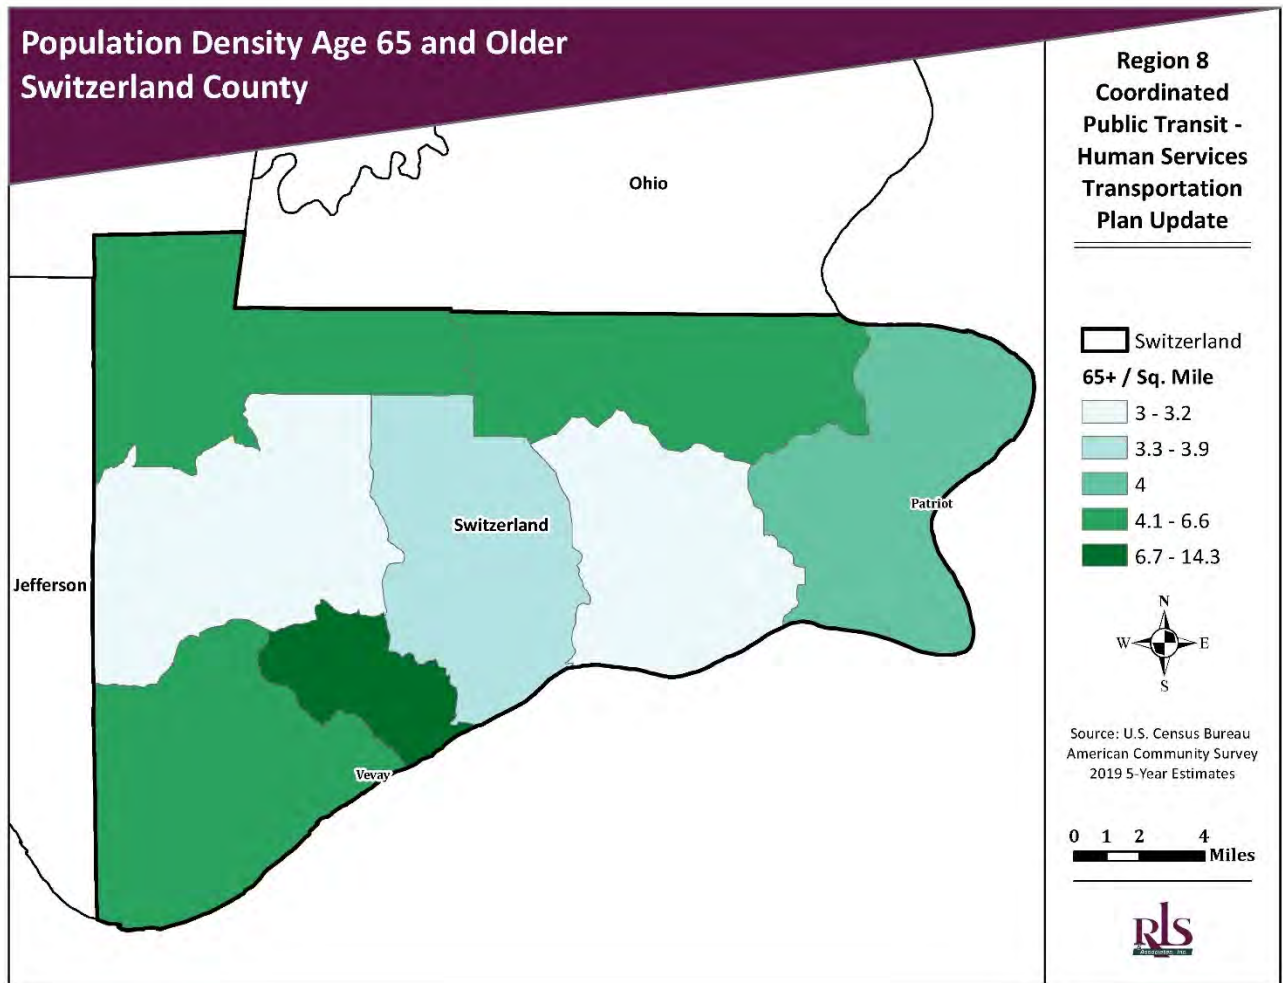 Population Density Age 65 and Older
Switzerland County
Region 8
Coordinated
Public Transit -
Human Services
Transportation
Plan Update
Ohio
Switzerland
65+ / Sq. Mile
3 - 3.2
3.3 - 3.9
4
4.1 - 6.6
6.7 - 14.3
Patriot
Switzerland
Jefferson
Vevay
N
W E
S
Source: U.S. Census Bureau
American Community Survey
2019 5-Year Estimates
0 1 2 4
Miles
RLS
& Associates, Inc.